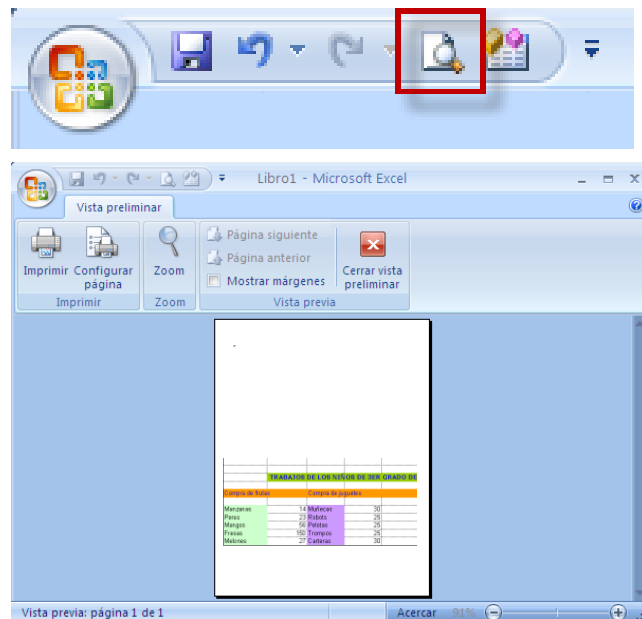 Libro1 - Microsoft Excel
Vista preliminar
Imprimir
Configurar página
Zoom
Página siguiente
Página anterior
Mostrar márgenes
Cerrar vista preliminar
Imprimir
Zoom
Vista previa
TRABAJOS DE LOS NIÑOS DE 3ER GRADO DE
Compra de frutas Compra de juguetes
Manzanas 14 Muñecas 30
Peras 23 Robots 25
Mangos 56 Pelotas 25
Fresas 150 Trompos 25
Melones 27 Carteras 30
Vista previa: página 1 de 1
Acercar 91%